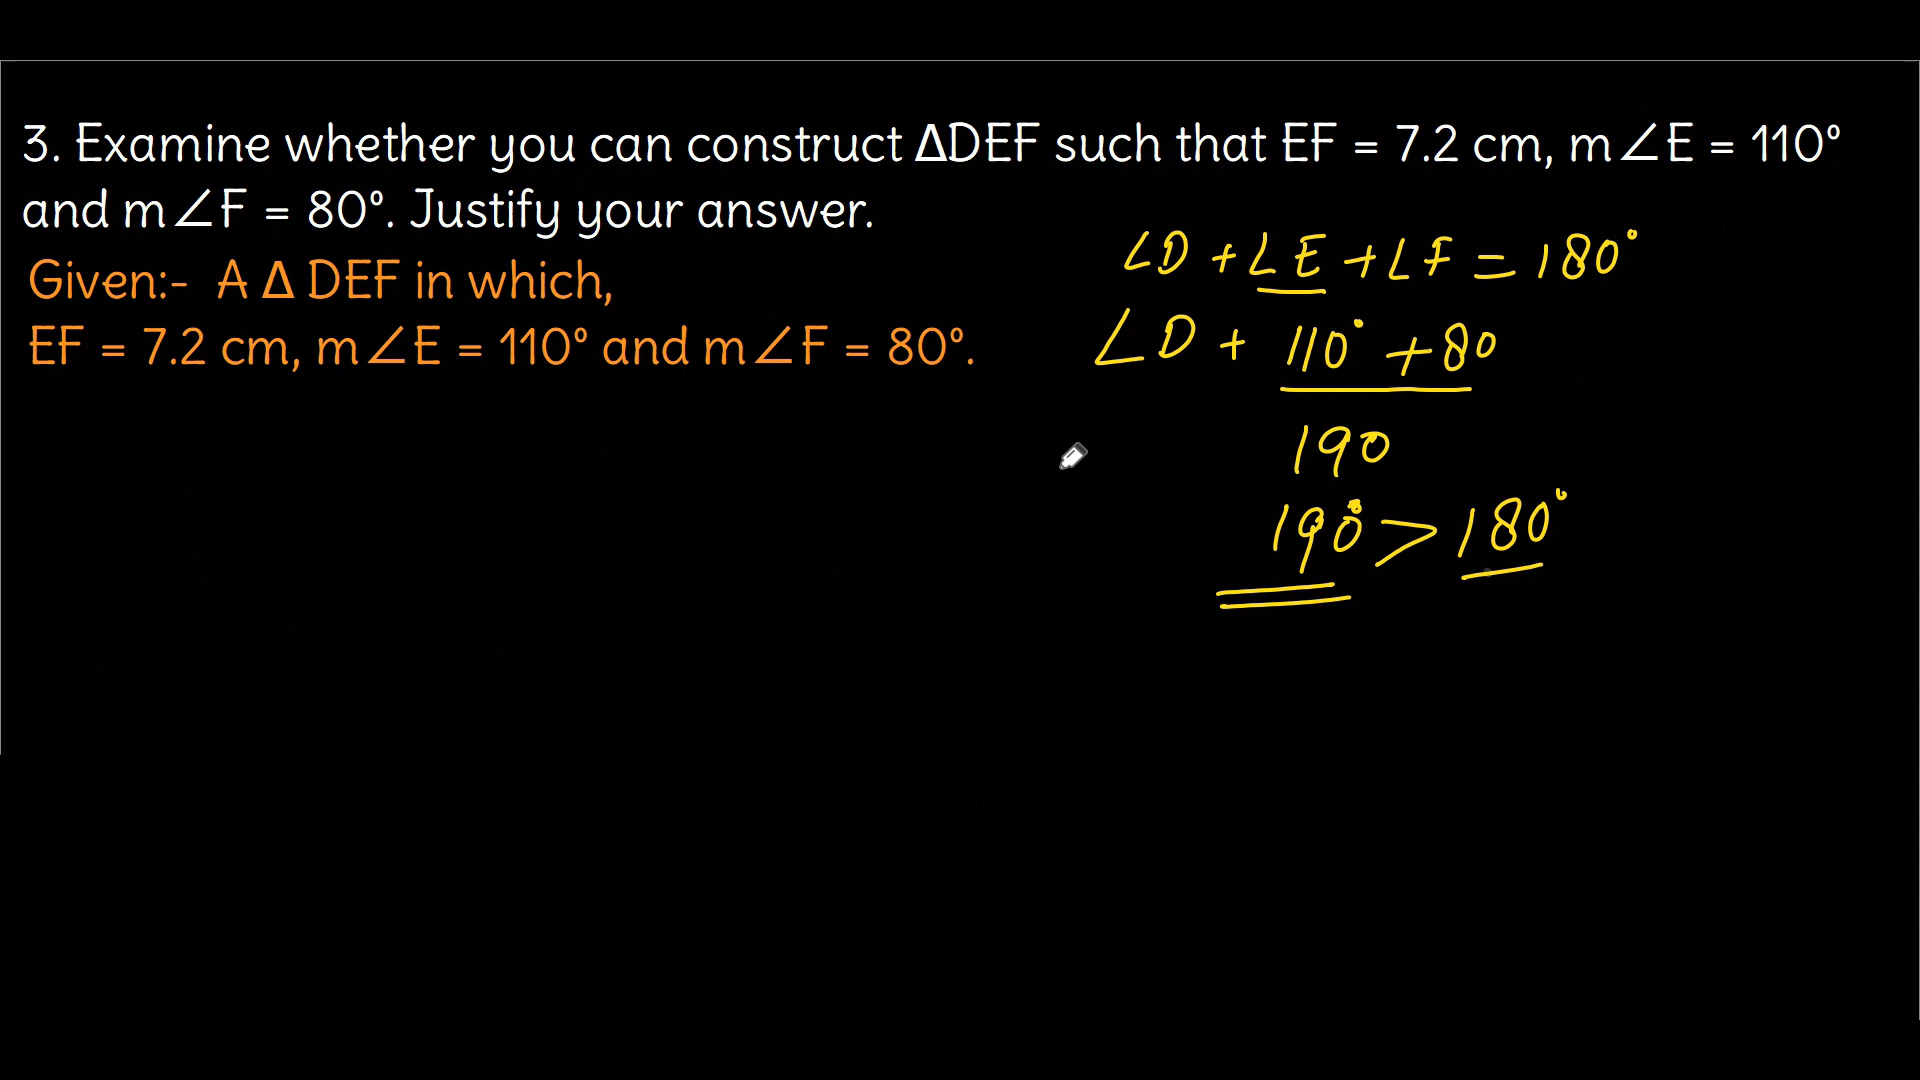 3. Examine whether you can construct ΔDEF such that EF = 7.2 cm, m∠E = 110°
and m∠F = 80°. Justify your answer.
Given:- A Δ DEF in which,
EF = 7.2 cm, m∠E = 110° and m∠F = 80°.
∠D + ∠E + ∠F = 180°
∠D + 110° + 80
190
190° > 180°